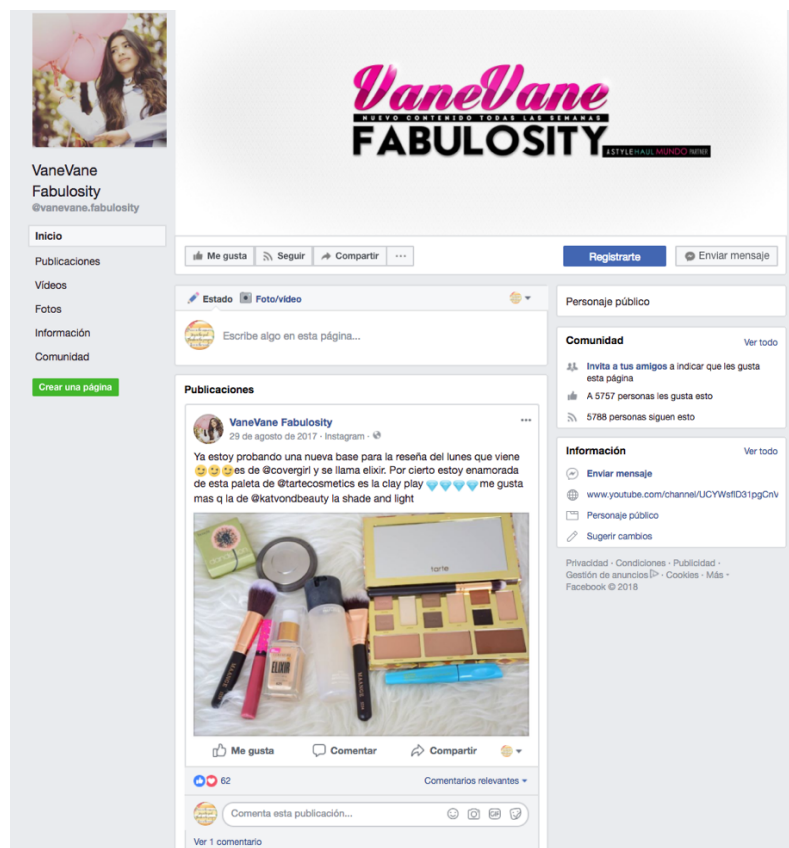 VaneVane
NUEVO CONTENIDO TODAS LAS SEMANAS
FABULOSITY
A STYLEHAUL MUNDO PARTNER
VaneVane
Fabulosity
@vanevane.fabulosity
Inicio
Publicaciones
Vídeos
Fotos
Información
Comunidad
Crear una página
Me gusta
Seguir
Compartir
Registrarte
Enviar mensaje
Estado
Foto/vídeo
Escribe algo en esta página...
Publicaciones
VaneVane Fabulosity
29 de agosto de 2017 · Instagram ·
Ya estoy probando una nueva base para la reseña del lunes que viene
es de @covergirl y se llama elixir. Por cierto estoy enamorada
de esta paleta de @tartecosmetics es la clay play me gusta
mas q la de @katvondbeauty la shade and light
tarte
ELIXIR
Me gusta
Comentar
Compartir
62
Comentarios relevantes
Comenta esta publicación...
GIF
Ver 1 comentario
Personaje público
Comunidad
Ver todo
Invita a tus amigos a indicar que les gusta
esta página
A 5757 personas les gusta esto
5788 personas siguen esto
Información
Ver todo
Enviar mensaje
www.youtube.com/channel/UCYWsflD31pgCnV
Personaje público
Sugerir cambios
Privacidad · Condiciones · Publicidad ·
Gestión de anuncios · Cookies · Más
Facebook © 2018